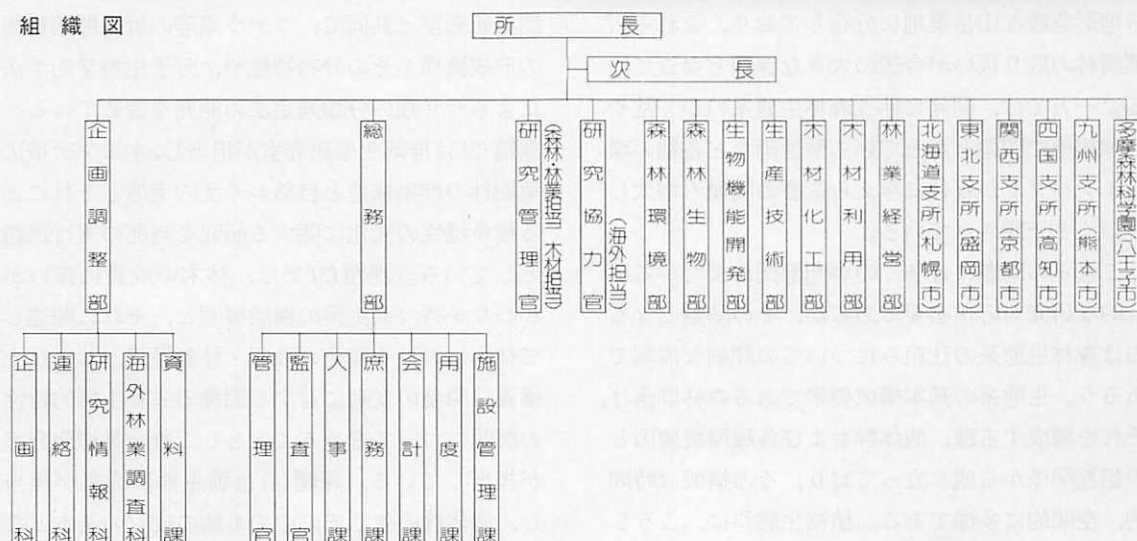 組織図
所長
次長
企画調整部
総務部
研究管理官
(森林・林業担当、木材担当)
研究協力官
(海外担当)
森林環境部
森林生物部
生物機能開発部
生産技術部
木材化工部
木材利用部
林業経営部
北海道支所(札幌市)
東北支所(盛岡市)
関西支所(京都市)
四国支所(高知市)
九州支所(熊本市)
多摩森林科学園(八王子市)
企画科
連絡科
研究情報科
海外林業調査科
資料課
管理官
監査官
人事課
庶務課
会計課
用度課
施設管理課